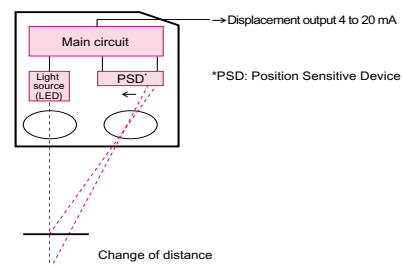 →Displacement output 4 to 20 mA
Main circuit
Light
source
(LED)
PSD*
←
*PSD: Position Sensitive Device
Change of distance